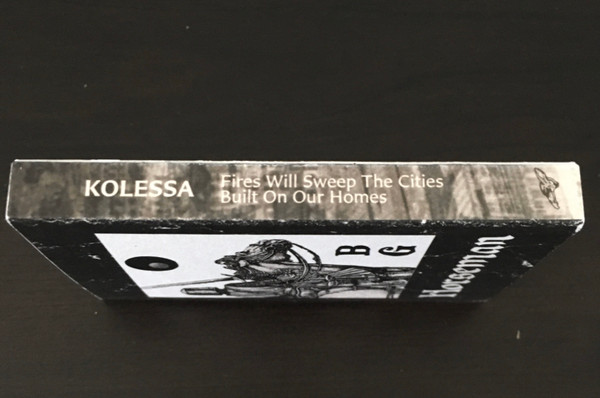 KOLESSA
Fires Will Sweep The Cities
Built On Our Homes
B G
Horseman